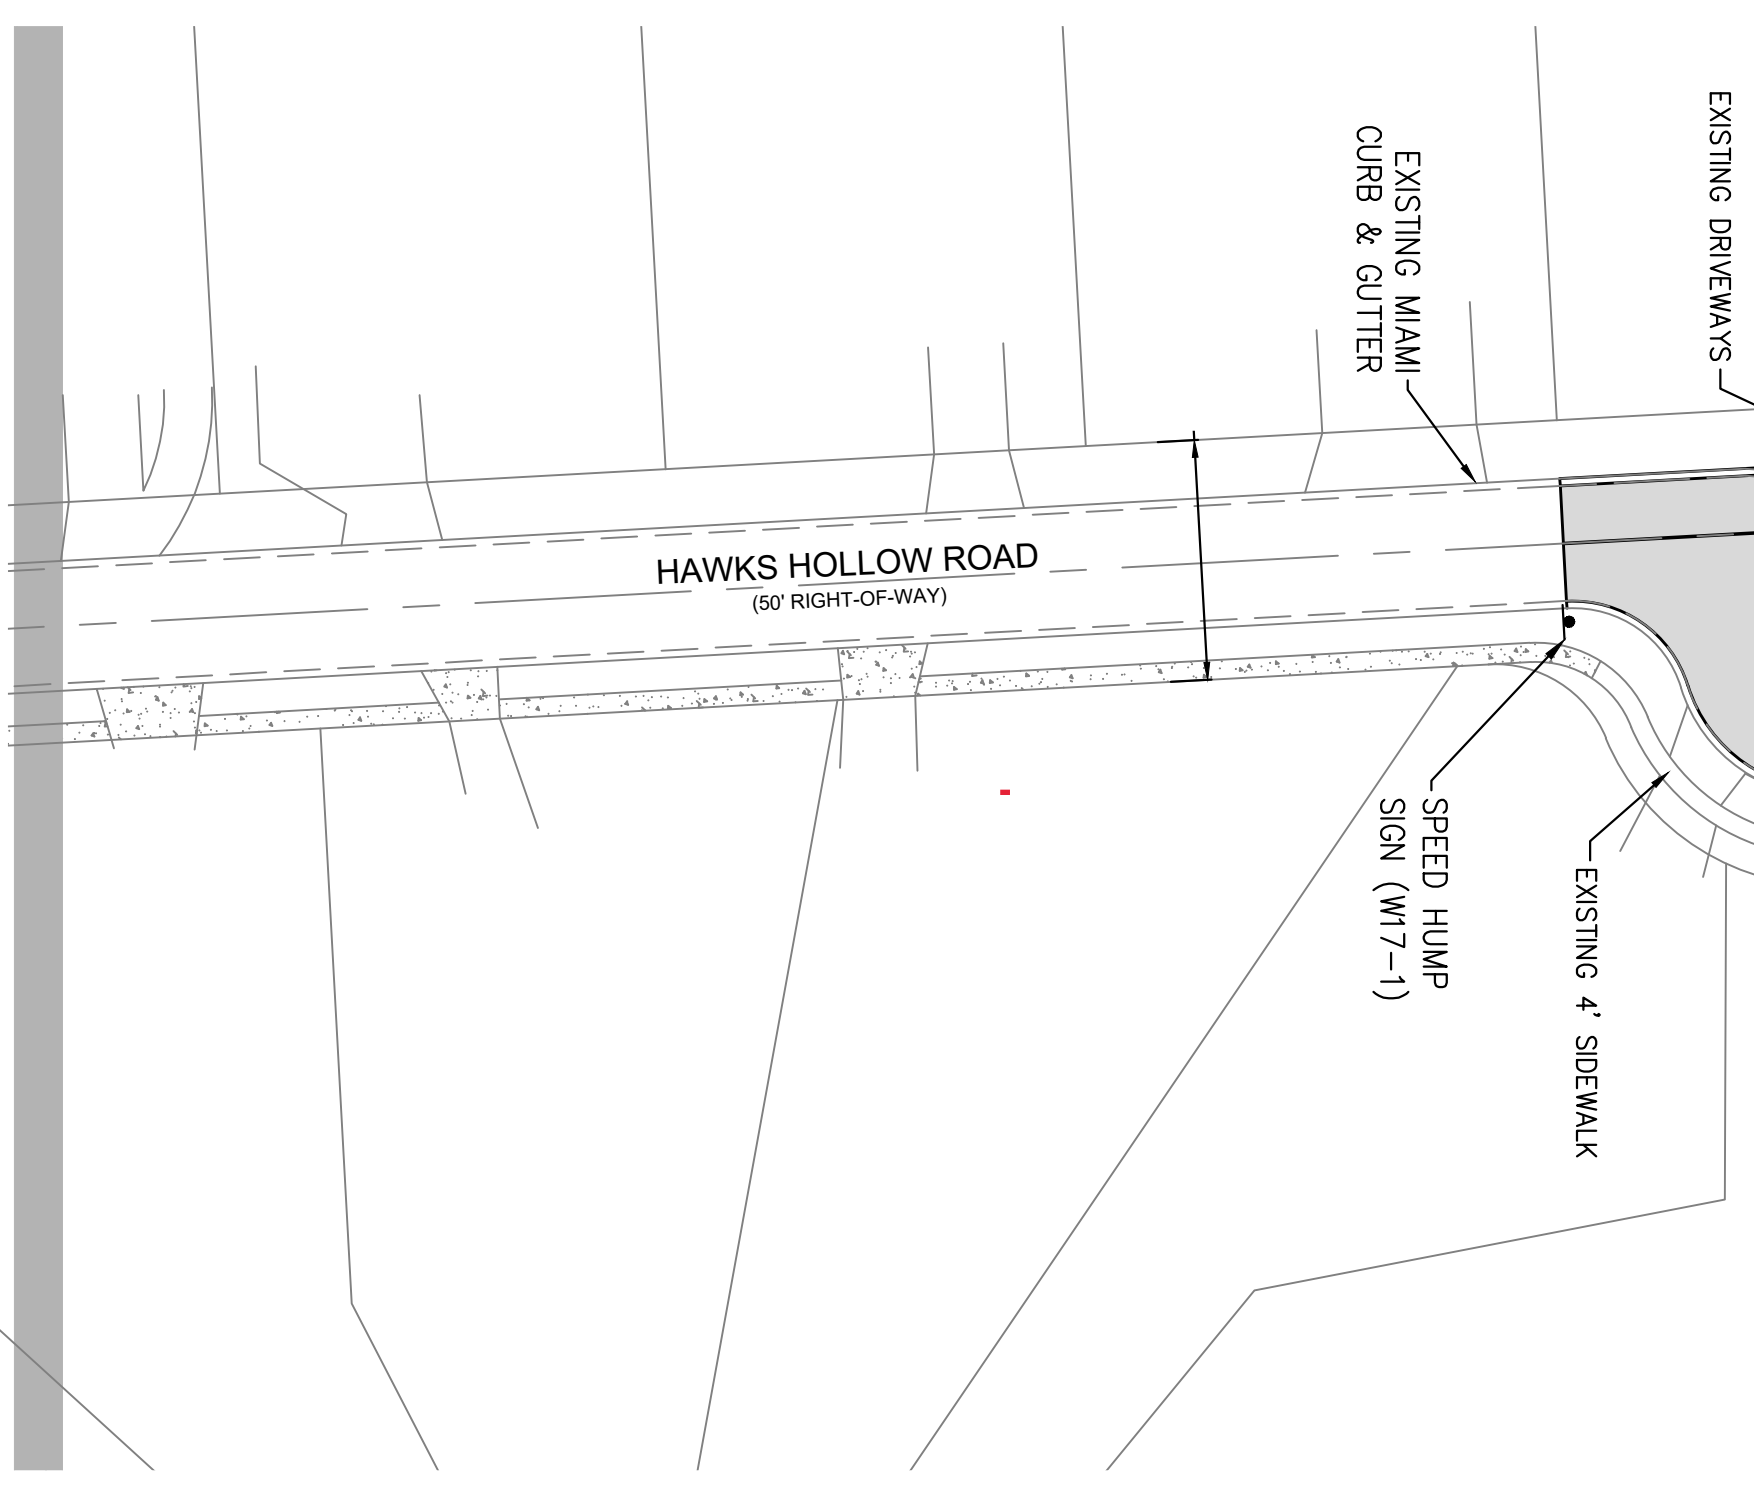 EXISTING DRIVEWAYS
EXISTING MIAMI
CURB & GUTTER
HAWKS HOLLOW ROAD
(50' RIGHT-OF-WAY)
SPEED HUMP
SIGN (W17-1)
EXISTING 4' SIDEWALK